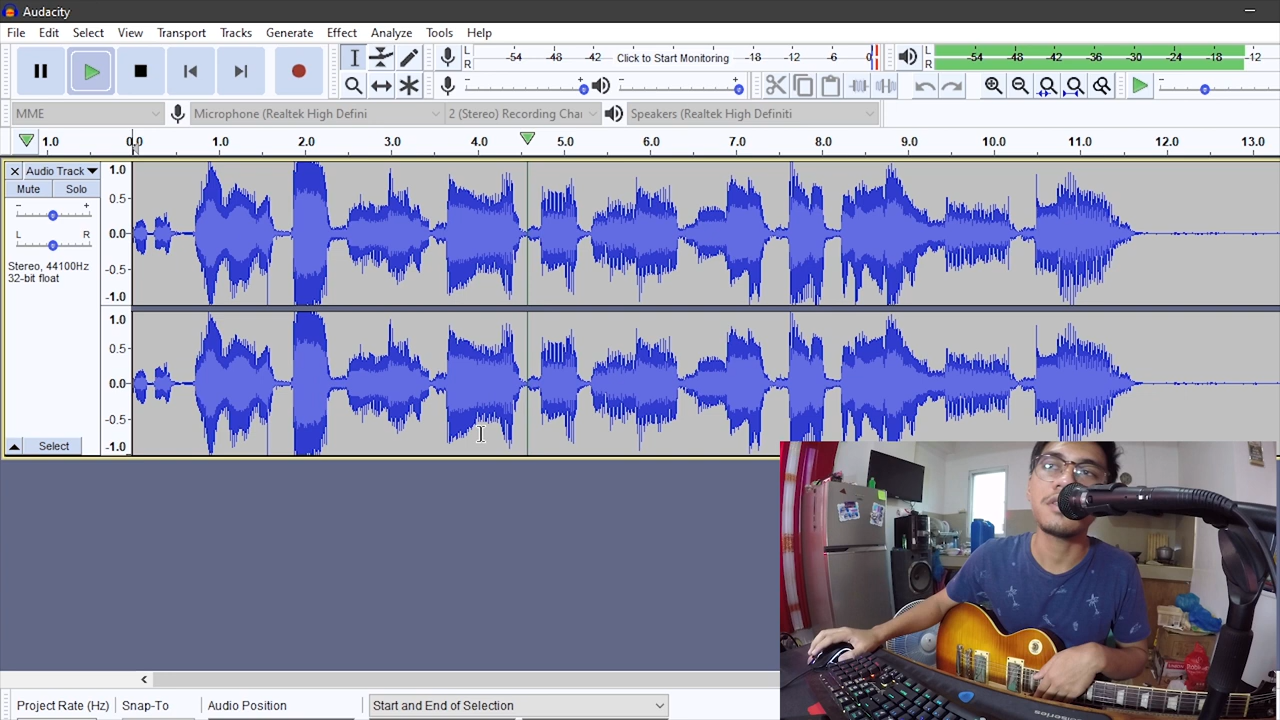 Audacity
File Edit Select View Transport Tracks Generate Effect Analyze Tools Help
L R -54 -48 -42 Click to Start Monitoring -18 -12 -6 0 L R -54 -48 -42 -36 -30 -24 -18 -12
- + - +
MME Microphone (Realtek High Defini 2 (Stereo) Recording Chan Speakers (Realtek High Definiti
1.0 0.0 1.0 2.0 3.0 4.0 5.0 6.0 7.0 8.0 9.0 10.0 11.0 12.0 13.0
Audio Track 1.0
Mute Solo
- + 0.5
L R 0.0
Stereo, 44100Hz -0.5
32-bit float
-1.0
1.0
0.5
0.0
-0.5
Select -1.0
Project Rate (Hz) Snap-To Audio Position Start and End of Selection